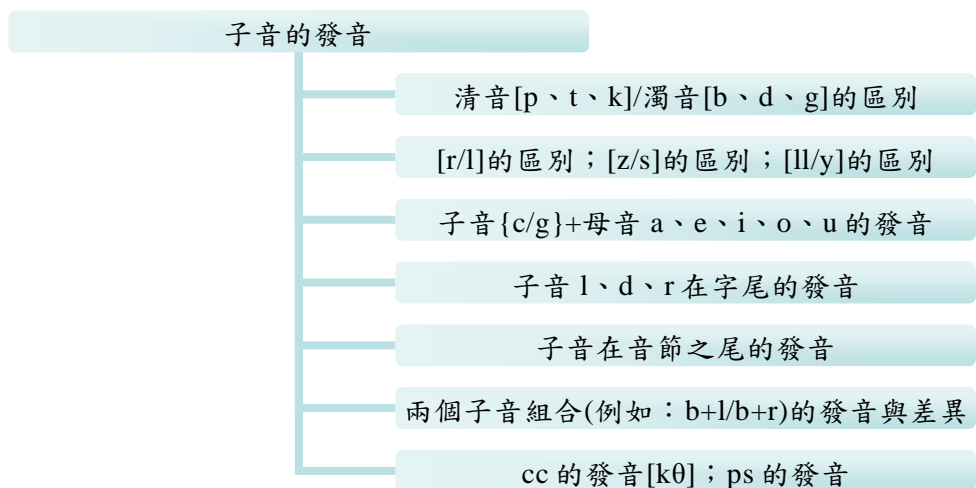 子音的發音
清音[p、t、k]/濁音[b、d、g]的區別
[r/l]的區別；[z/s]的區別；[ll/y]的區別
子音{c/g}+母音 a、e、i、o、u 的發音
子音 l、d、r 在字尾的發音
子音在音節之尾的發音
兩個子音組合(例如：b+l/b+r)的發音與差異
cc 的發音[kθ]；ps 的發音